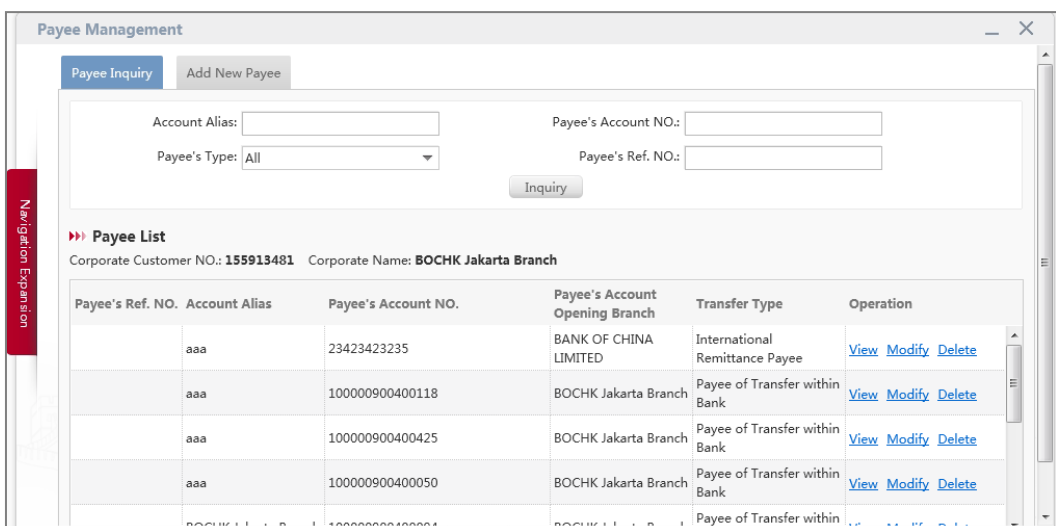 Payee Management
Payee Inquiry Add New Payee
Account Alias: Payee's Account NO.:
Payee's Type: All Payee's Ref. NO.:
Inquiry
Navigation Expansion
Payee List
Corporate Customer NO.: 155913481 Corporate Name: BOCHK Jakarta Branch
Payee's Ref. NO. Account Alias Payee's Account NO. Payee's Account Opening Branch Transfer Type Operation
aaa 23423423235 BANK OF CHINA LIMITED International Remittance Payee View Modify Delete
aaa 100000900400118 BOCHK Jakarta Branch Payee of Transfer within Bank View Modify Delete
aaa 100000900400425 BOCHK Jakarta Branch Payee of Transfer within Bank View Modify Delete
aaa 100000900400050 BOCHK Jakarta Branch Payee of Transfer within Bank View Modify Delete
Payee of Transfer within